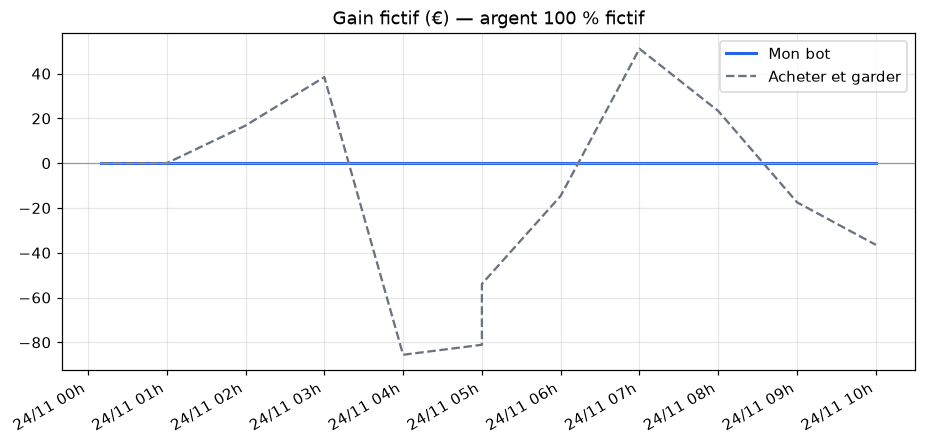 Gain fictif (€) — argent 100 % fictif
Mon bot
Acheter et garder
40
20
0
−20
−40
−60
−80
24/11 00h
24/11 01h
24/11 02h
24/11 03h
24/11 04h
24/11 05h
24/11 06h
24/11 07h
24/11 08h
24/11 09h
24/11 10h